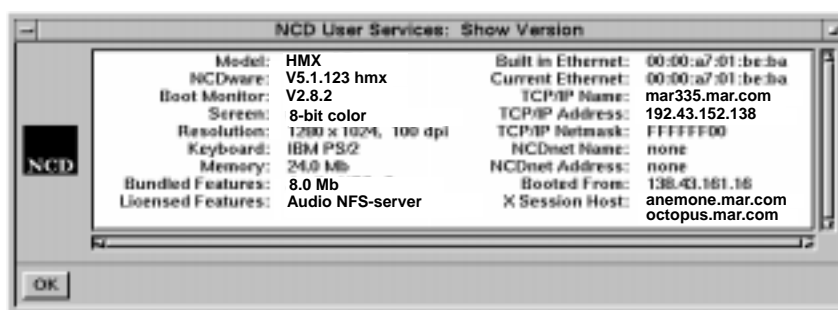 NCD User Services: Show Version
Model: HMX
NCDware: V5.1.123 hmx
Boot Monitor: V2.8.2
Screen: 8-bit color
Resolution: 1280 x 1024, 100 dpi
Keyboard: IBM PS/2
Memory: 24.0 Mb
Bundled Features: 8.0 Mb
Licensed Features: Audio NFS-server
Built in Ethernet: 00:00:a7:01:be:ba
Current Ethernet: 00:00:a7:01:be:ba
TCP/IP Name: mar335.mar.com
TCP/IP Address: 192.43.152.138
TCP/IP Netmask: FFFFFF00
NCDnet Name: none
NCDnet Address: none
Booted From: 138.43.161.16
X Session Host: anemone.mar.com
octopus.mar.com
NCD
OK